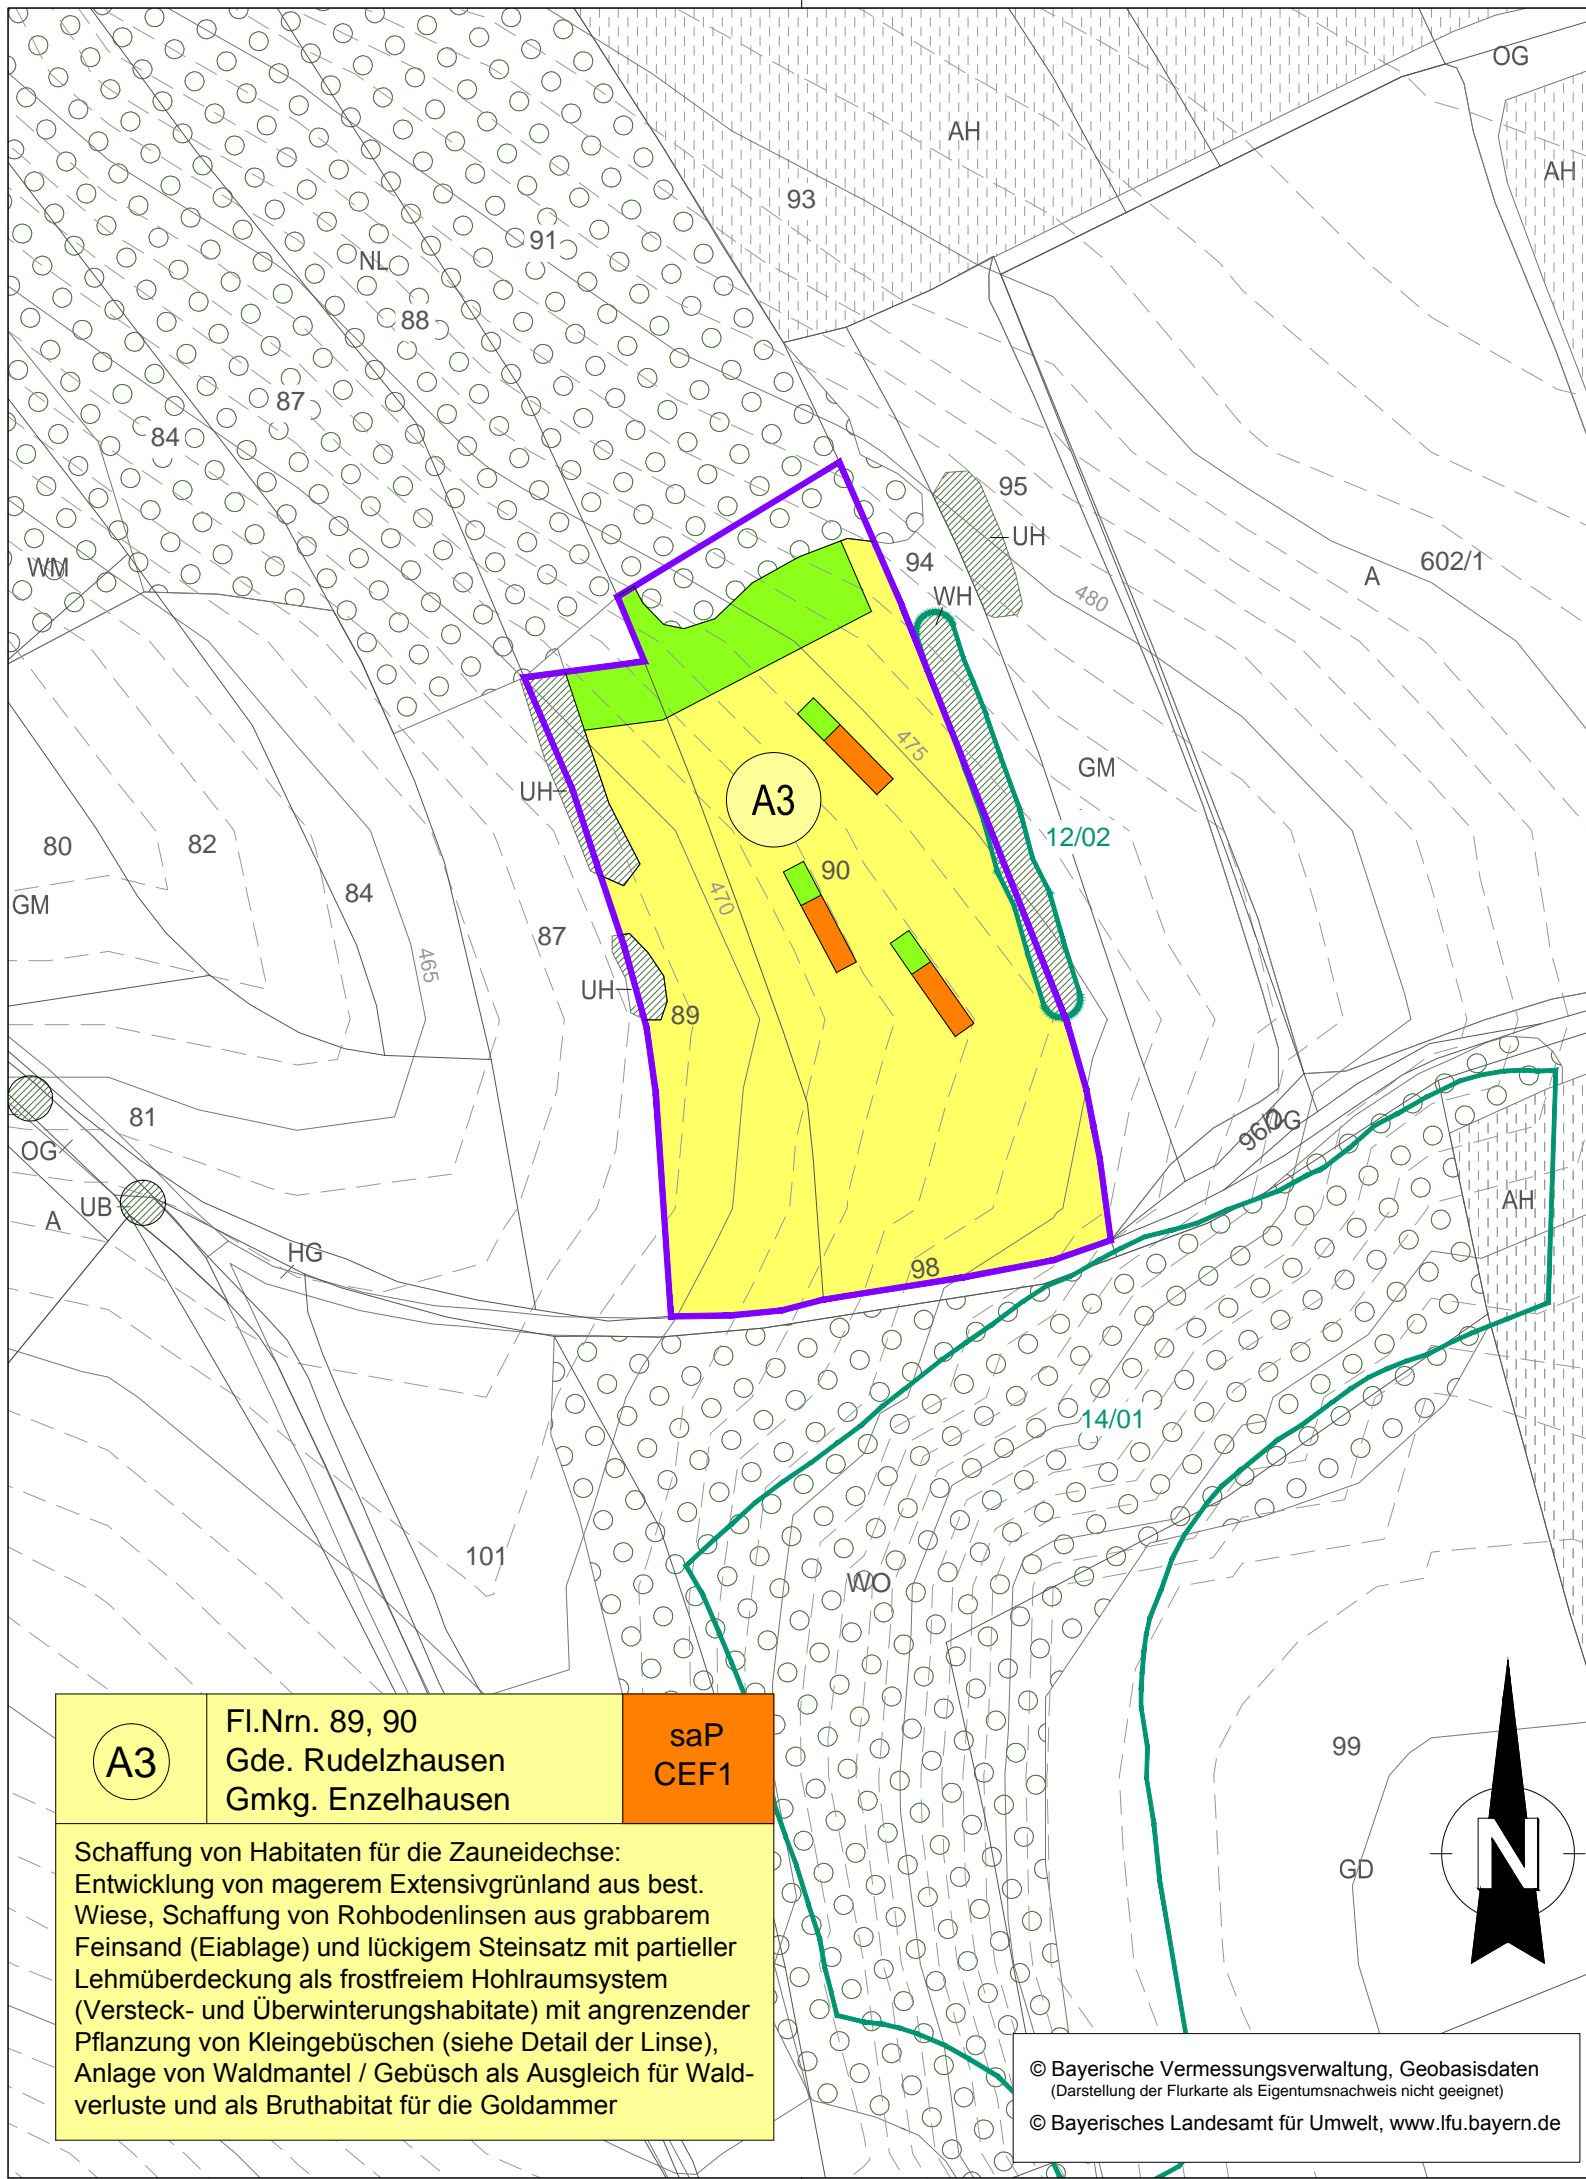 OG
AH
AH
93
91
NL
88
87
84
95
UH
94
WH
480
A
602/1
WM
475
GM
A3
UH
12/02
80
82
90
GM
84
470
87
465
UH
89
81
OG
UB
A
HG
98
96/2
OG
AH
14/01
101
WO
99
GD
N
A3
Fl.Nrn. 89, 90
Gde. Rudelzhausen
Gmkg. Enzelhausen
saP
CEF1
Schaffung von Habitaten für die Zauneidechse:
Entwicklung von magerem Extensivgrünland aus best.
Wiese, Schaffung von Rohbodenlinsen aus grabbarem
Feinsand (Eiablage) und lückigem Steinsatz mit partieller
Lehmüberdeckung als frostfreiem Hohlraumsystem
(Versteck- und Überwinterungshabitate) mit angrenzender
Pflanzung von Kleingebüschen (siehe Detail der Linse),
Anlage von Waldmantel / Gebüsch als Ausgleich für Wald-
verluste und als Bruthabitat für die Goldammer
© Bayerische Vermessungsverwaltung, Geobasisdaten
(Darstellung der Flurkarte als Eigentumsnachweis nicht geeignet)
© Bayerisches Landesamt für Umwelt, www.lfu.bayern.de